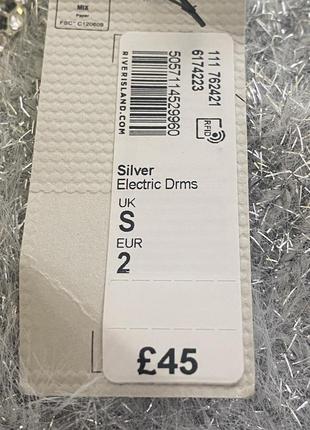 MIX
Paper
FSC® C120609
111 762421
6174223
RFID
RIVERISLAND.COM
5057114529960
Silver
Electric Drms
UK
S
EUR
2
£45